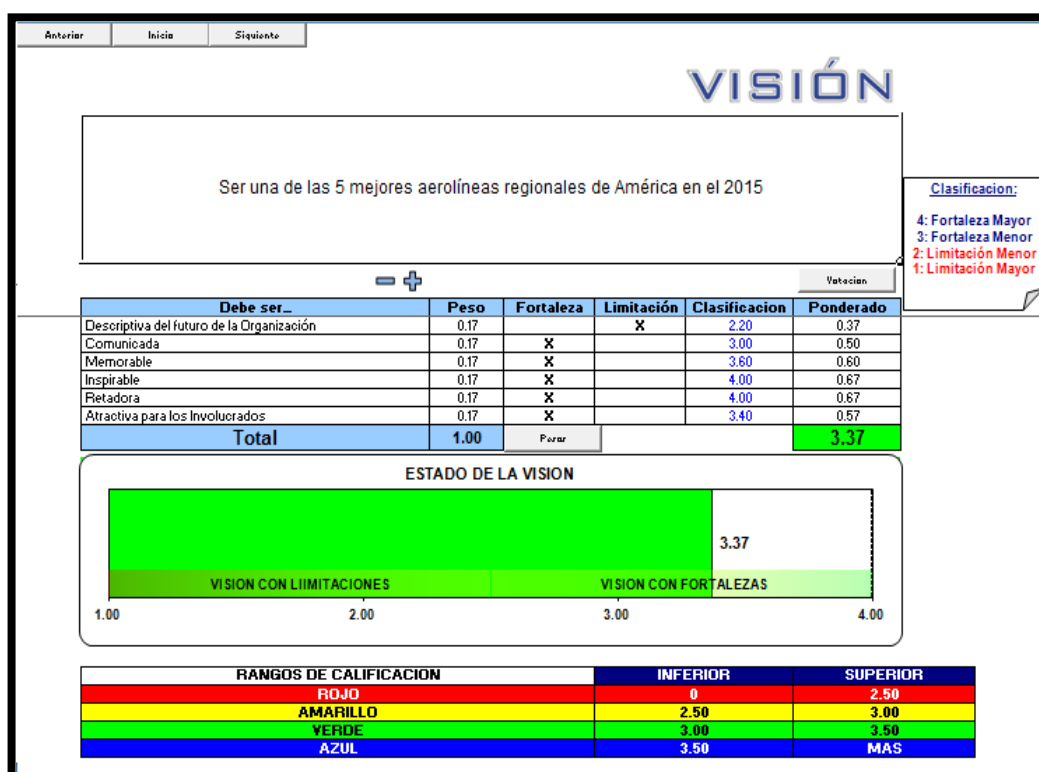 Anterior Inicio Siguiente
VISIÓN
Ser una de las 5 mejores aerolíneas regionales de América en el 2015
Clasificacion:
4: Fortaleza Mayor
3: Fortaleza Menor
2: Limitación Menor
1: Limitación Mayor
Votacion
Debe ser... Peso Fortaleza Limitación Clasificacion Ponderado
Descriptiva del futuro de la Organización 0.17 X 2.20 0.37
Comunicada 0.17 X 3.00 0.50
Memorable 0.17 X 3.60 0.60
Inspirable 0.17 X 4.00 0.67
Retadora 0.17 X 4.00 0.67
Atractiva para los Involucrados 0.17 X 3.40 0.57
Total 1.00 Pesar 3.37
ESTADO DE LA VISION
3.37
VISION CON LIIMITACIONES VISION CON FORTALEZAS
1.00 2.00 3.00 4.00
RANGOS DE CALIFICACION INFERIOR SUPERIOR
ROJO 0 2.50
AMARILLO 2.50 3.00
VERDE 3.00 3.50
AZUL 3.50 MAS